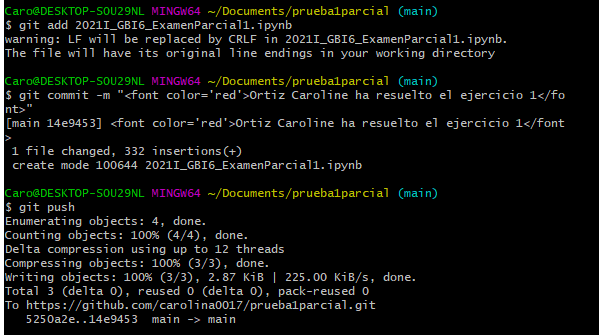 Caro@DESKTOP-SOU29NL MINGW64 ~/Documents/prueba1parcial (main)
$ git add 2021I_GBI6_ExamenParcial1.ipynb
warning: LF will be replaced by CRLF in 2021I_GBI6_ExamenParcial1.ipynb.
The file will have its original line endings in your working directory
Caro@DESKTOP-SOU29NL MINGW64 ~/Documents/prueba1parcial (main)
$ git commit -m "<font color='red'>Ortiz Caroline ha resuelto el ejercicio 1</fo
nt>"
[main 14e9453] <font color='red'>Ortiz Caroline ha resuelto el ejercicio 1</font
>
1 file changed, 332 insertions(+)
create mode 100644 2021I_GBI6_ExamenParcial1.ipynb
Caro@DESKTOP-SOU29NL MINGW64 ~/Documents/prueba1parcial (main)
$ git push
Enumerating objects: 4, done.
Counting objects: 100% (4/4), done.
Delta compression using up to 12 threads
Compressing objects: 100% (3/3), done.
Writing objects: 100% (3/3), 2.87 KiB | 225.00 KiB/s, done.
Total 3 (delta 0), reused 0 (delta 0), pack-reused 0
To https://github.com/carolina0017/prueba1parcial.git
5250a2e..14e9453  main -> main